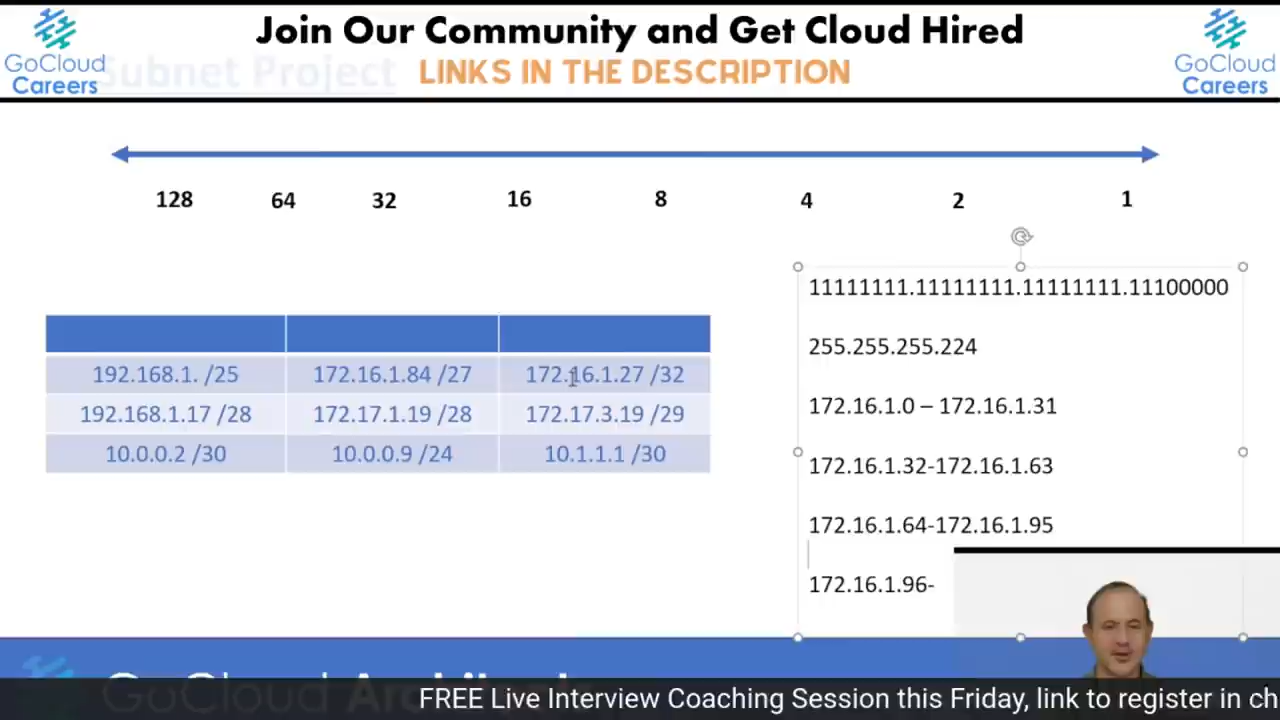 Join Our Community and Get Cloud Hired
GoCloud
Careers
Subnet Project
LINKS IN THE DESCRIPTION
GoCloud
Careers
128 64 32 16 8 4 2 1
11111111.11111111.11111111.11100000
255.255.255.224
192.168.1. /25 172.16.1.84 /27 172.16.1.27 /32
192.168.1.17 /28 172.17.1.19 /28 172.17.3.19 /29
10.0.0.2 /30 10.0.0.9 /24 10.1.1.1 /30
172.16.1.0 – 172.16.1.31
172.16.1.32-172.16.1.63
172.16.1.64-172.16.1.95
172.16.1.96-
GoCloud
FREE Live Interview Coaching Session this Friday, link to register in ch